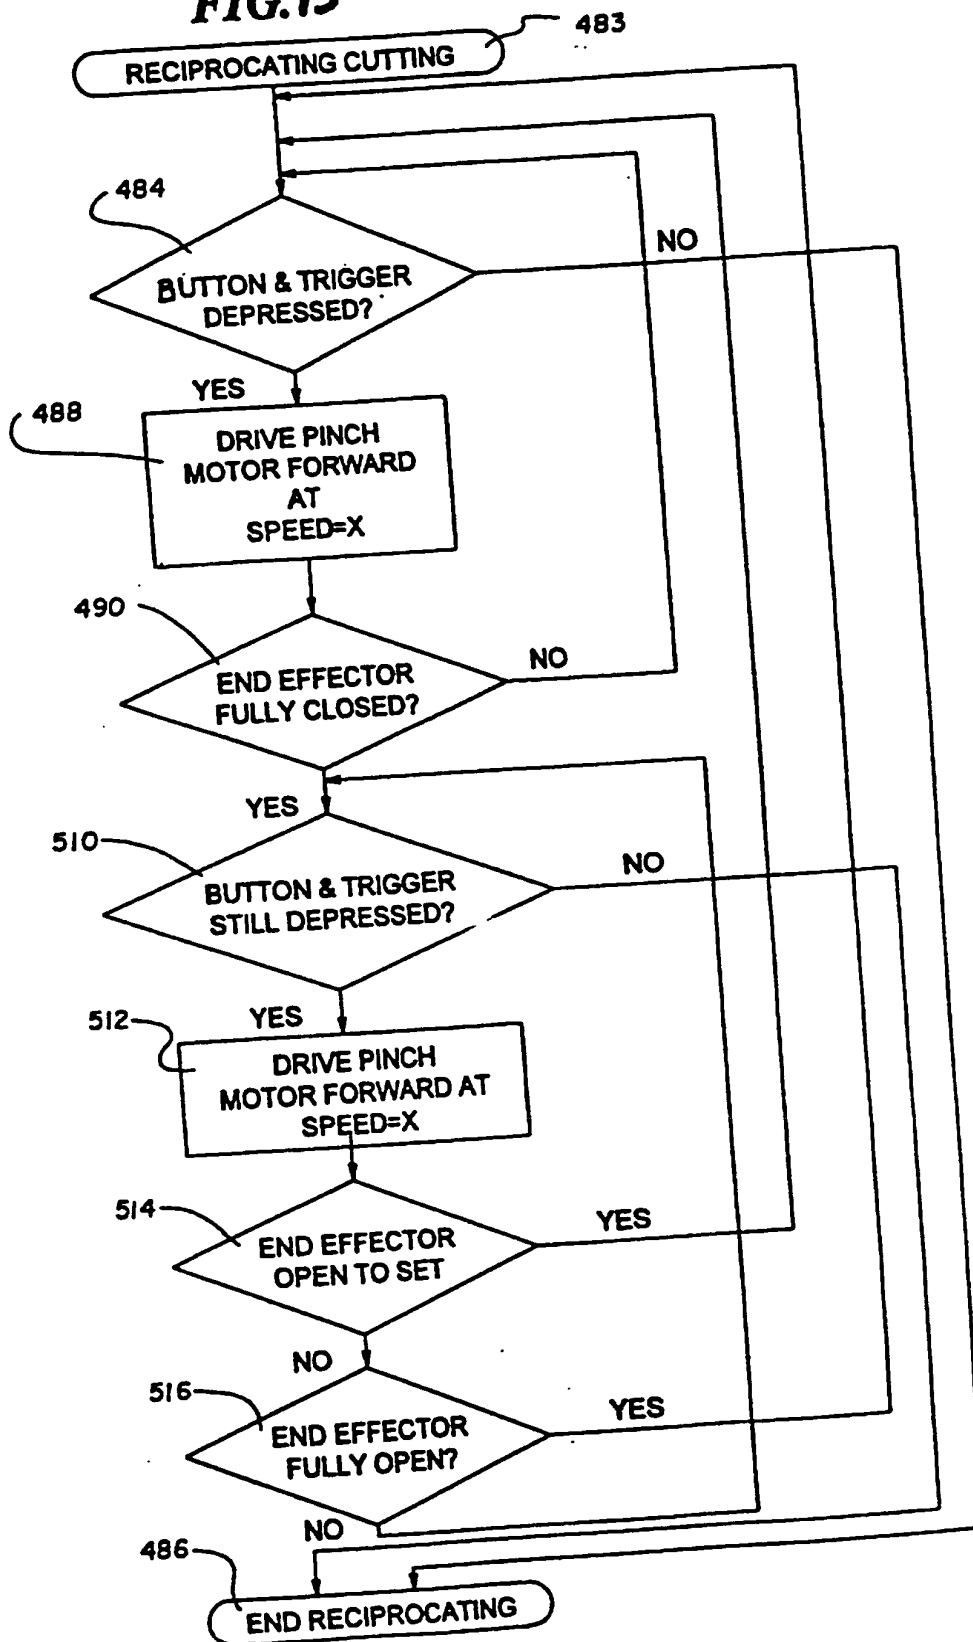 FIG.
483
RECIPROCATING CUTTING
484
NO
BUTTON & TRIGGER
DEPRESSED?
YES
488
DRIVE PINCH
MOTOR FORWARD
AT
SPEED=X
490
NO
END EFFECTOR
FULLY CLOSED?
YES
510
NO
BUTTON & TRIGGER
STILL DEPRESSED?
YES
512
DRIVE PINCH
MOTOR FORWARD AT
SPEED=X
514
YES
END EFFECTOR
OPEN TO SET
NO
516
YES
END EFFECTOR
FULLY OPEN?
NO
486
END RECIPROCATING